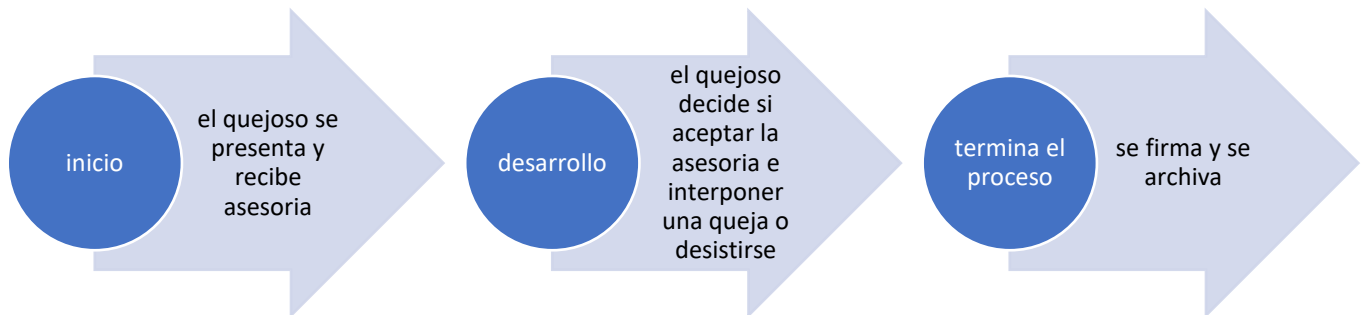 inicio
el quejoso se
presenta y
recibe
asesoria
desarrollo
el quejoso
decide si
aceptar la
asesoria e
interponer
una queja o
desistirse
termina el
proceso
se firma y se
archiva